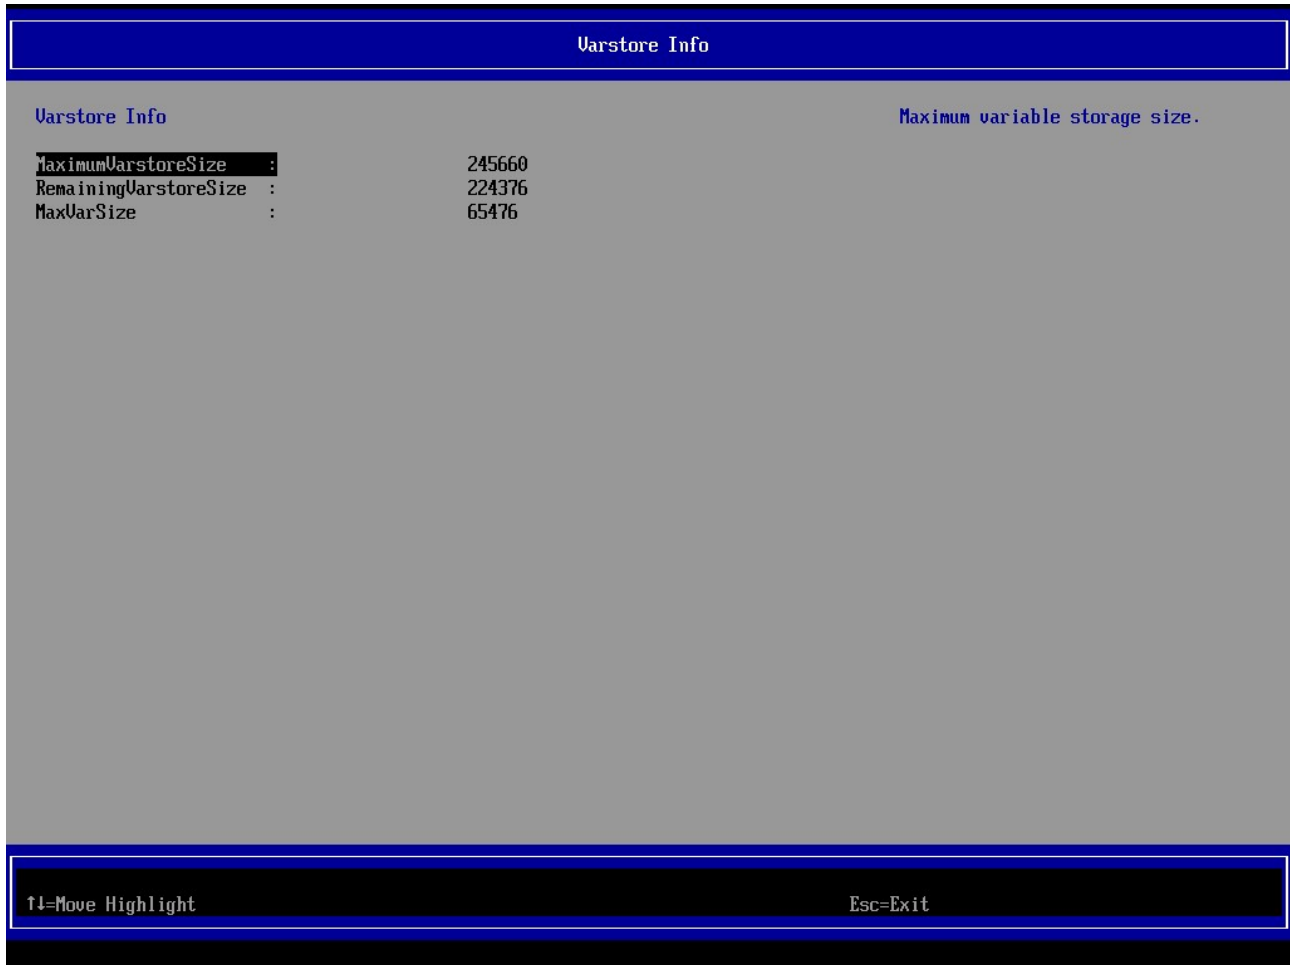 Varstore Info
Varstore Info
Maximum variable storage size.
MaximumVarstoreSize : 245660
RemainingVarstoreSize : 224376
MaxVarSize : 65476
↑↓=Move Highlight
Esc=Exit